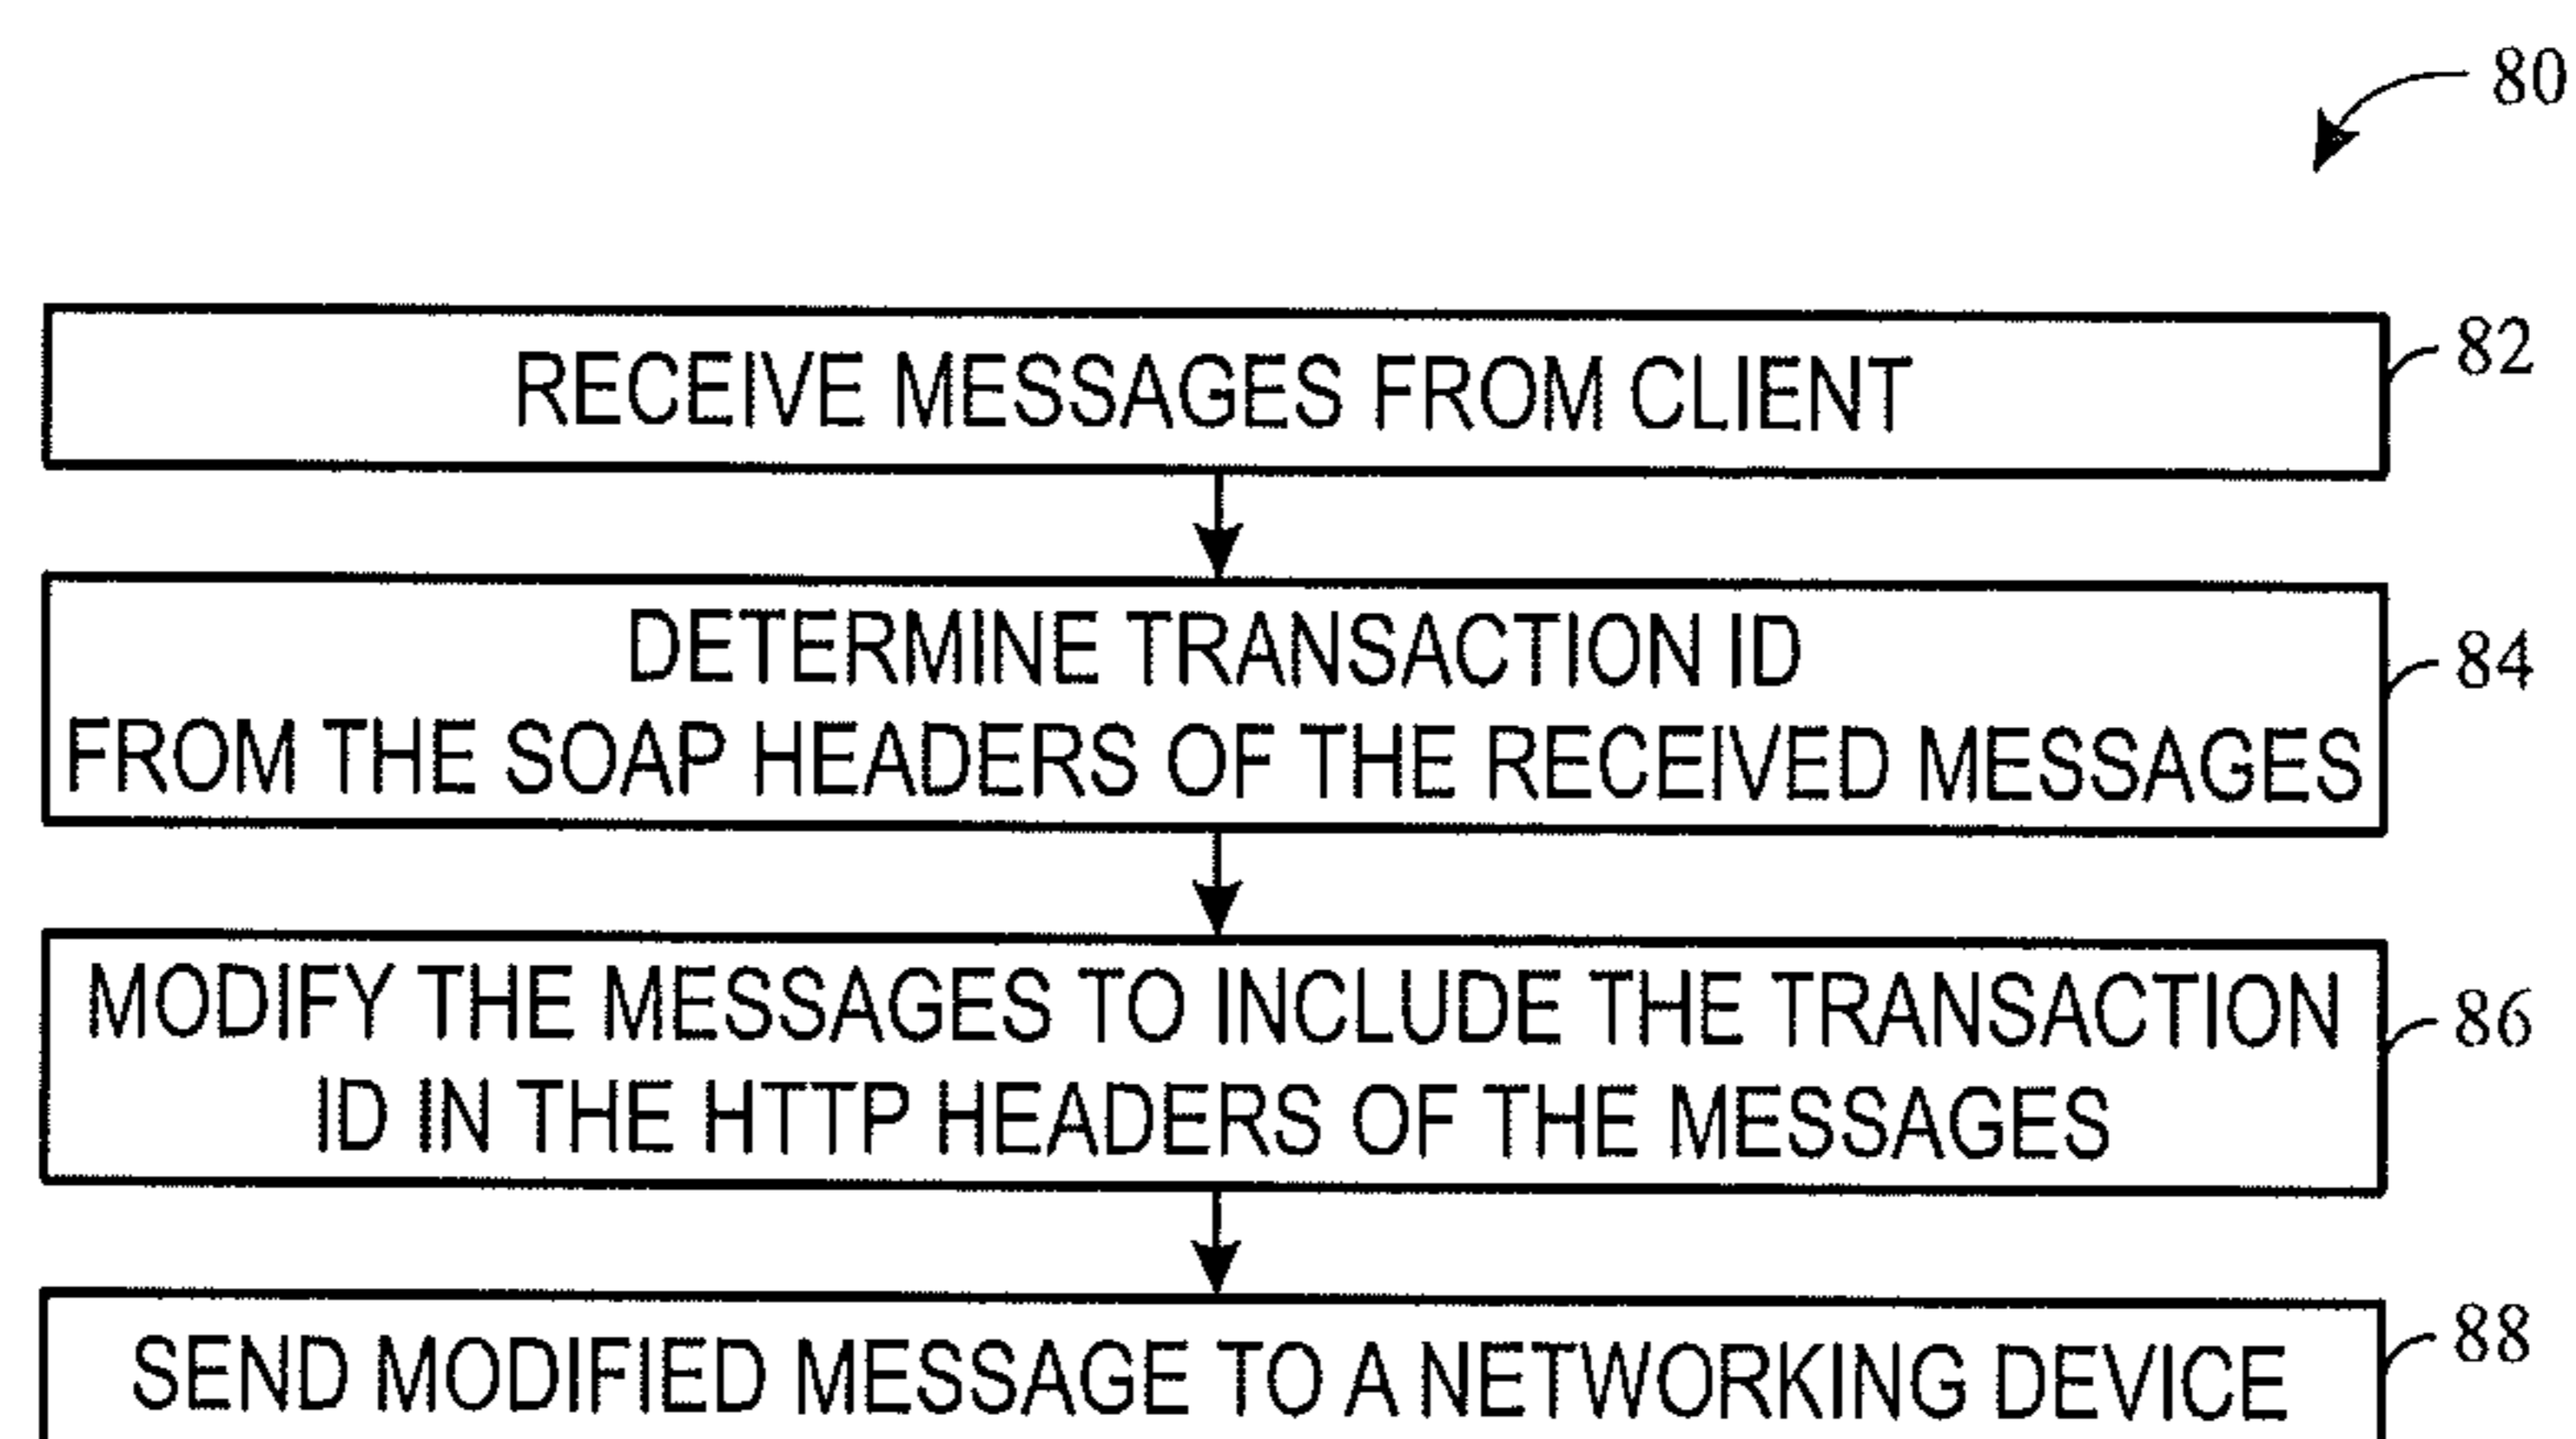 80
RECEIVE MESSAGES FROM CLIENT
82
DETERMINE TRANSACTION ID
FROM THE SOAP HEADERS OF THE RECEIVED MESSAGES
84
MODIFY THE MESSAGES TO INCLUDE THE TRANSACTION
ID IN THE HTTP HEADERS OF THE MESSAGES
86
SEND MODIFIED MESSAGE TO A NETWORKING DEVICE
88